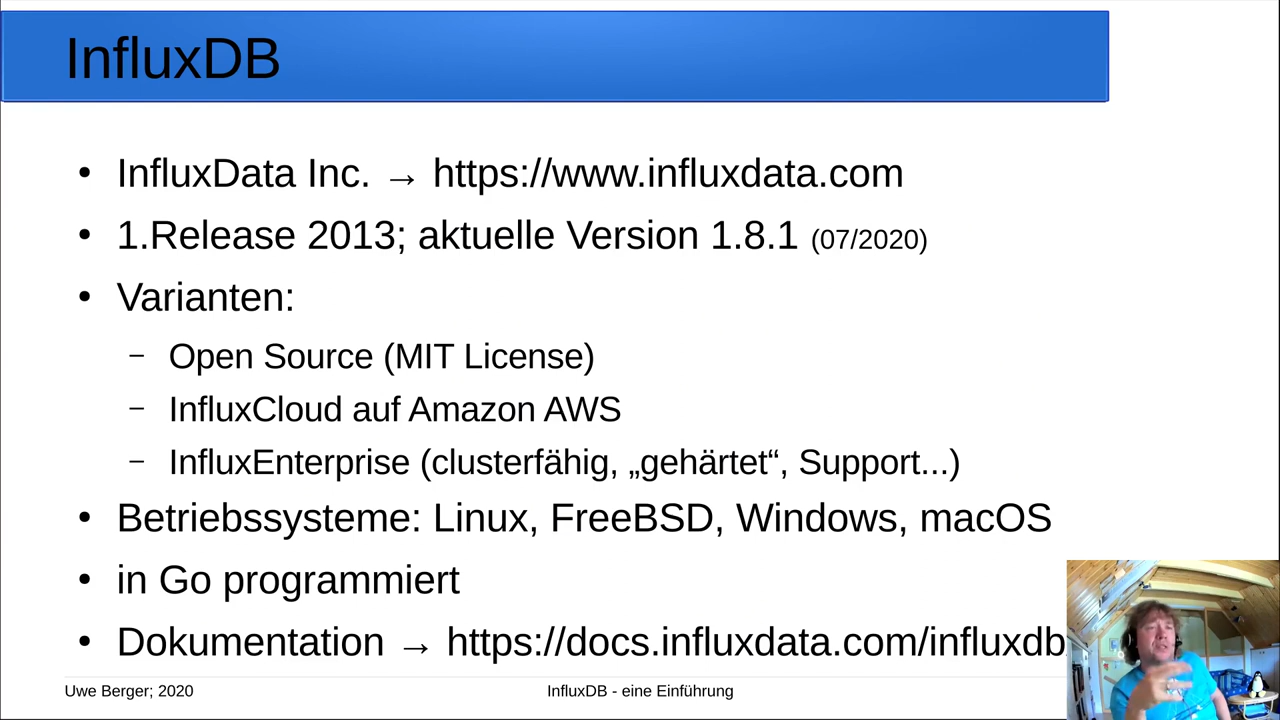 InfluxDB
• InfluxData Inc. → https://www.influxdata.com
• 1.Release 2013; aktuelle Version 1.8.1 (07/2020)
• Varianten:
– Open Source (MIT License)
– InfluxCloud auf Amazon AWS
– InfluxEnterprise (clusterfähig, „gehärtet“, Support...)
• Betriebssysteme: Linux, FreeBSD, Windows, macOS
• in Go programmiert
• Dokumentation → https://docs.influxdata.com/influxdb
Uwe Berger; 2020
InfluxDB - eine Einführung